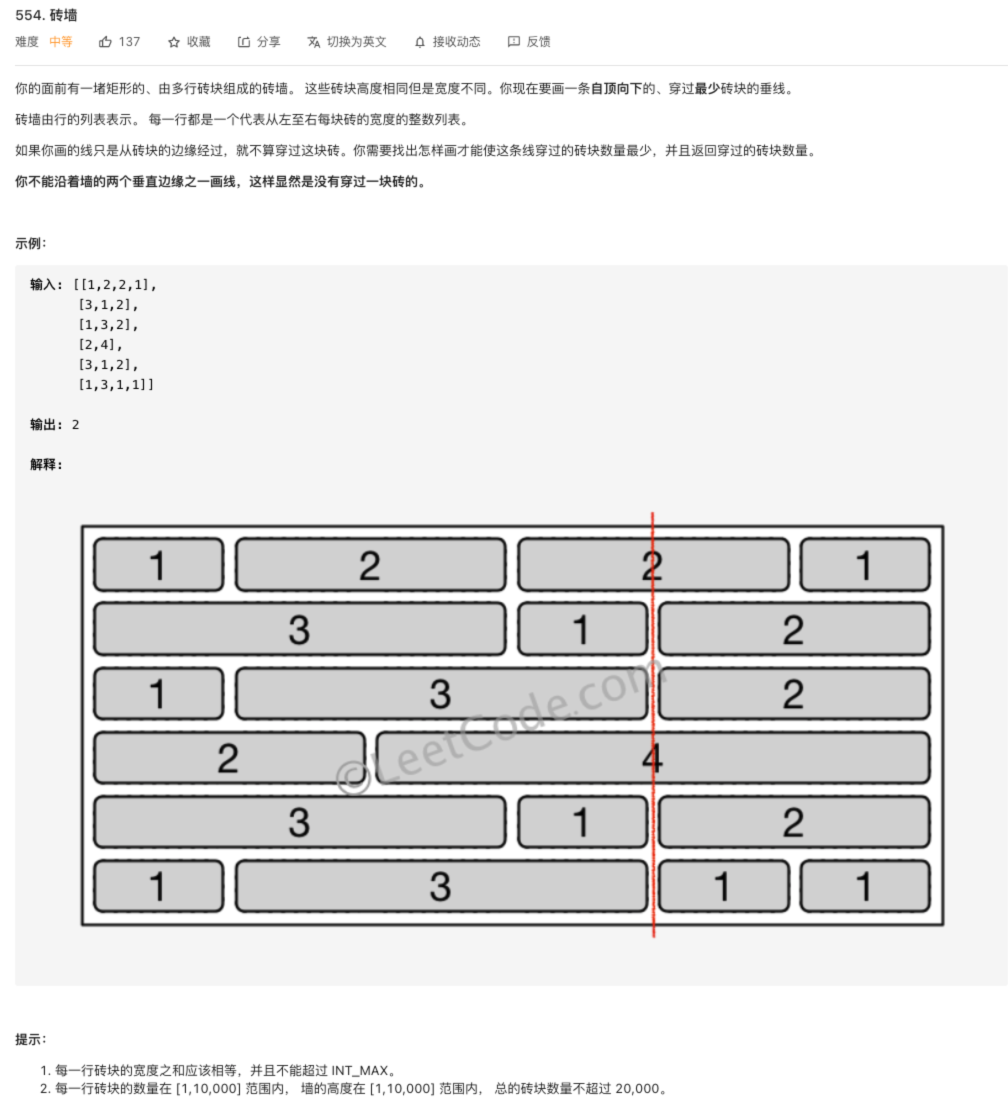 554. 砖墙
难度 中等 137 收藏 分享 切换为英文 接收动态 反馈
你的面前有一堵矩形的、由多行砖块组成的砖墙。 这些砖块高度相同但是宽度不同。你现在要画一条自顶向下的、穿过最少砖块的垂线。
砖墙由行的列表表示。 每一行都是一个代表从左至右每块砖的宽度的整数列表。
如果你画的线只是从砖块的边缘经过，就不算穿过这块砖。你需要找出怎样画才能使这条线穿过的砖块数量最少，并且返回穿过的砖块数量。
你不能沿着墙的两个垂直边缘之一画线，这样显然是没有穿过一块砖的。
示例：
输入: [[1,2,2,1],
[3,1,2],
[1,3,2],
[2,4],
[3,1,2],
[1,3,1,1]]
输出: 2
解释:
1 2 2 1
3 1 2
1 3 2
2 4
3 1 2
1 3 1 1
©LeetCode.com
提示：
1. 每一行砖块的宽度之和应该相等，并且不能超过 INT_MAX。
2. 每一行砖块的数量在 [1,10,000] 范围内， 墙的高度在 [1,10,000] 范围内， 总的砖块数量不超过 20,000。